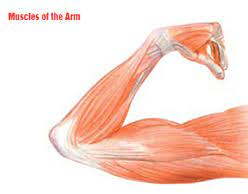 Muscles of the Arm